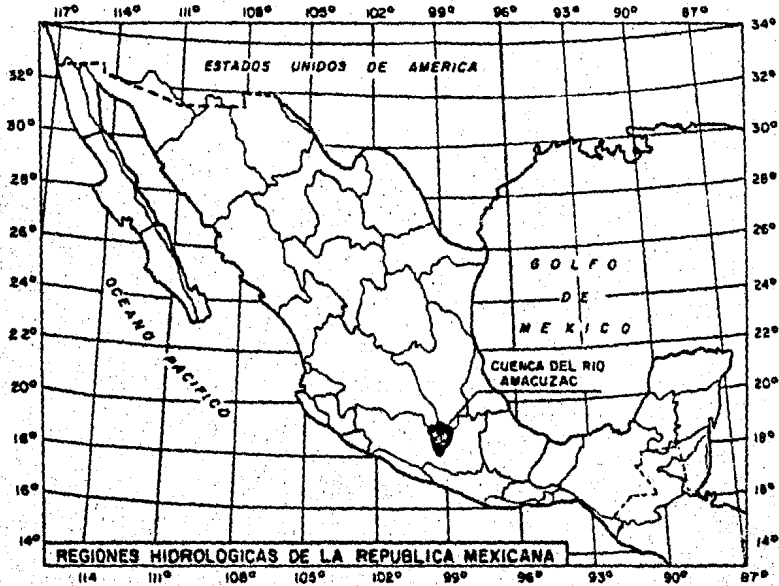 117° 114° 111° 108° 105° 102° 99° 96° 93° 90° 87°
34° 
32° ESTADOS UNIDOS DE AMERICA 32°
30° 30°
28° 28°
26° 26°
GOLFO
24° 24°
DE
OCEANO PACIFICO
MEXICO
22° 22°
CUENCA DEL RIO
AMACUZAC
20° 20°
18° 18°
16° 16°
14° 14°
REGIONES HIDROLOGICAS DE LA REPUBLICA MEXICANA
114 111° 108° 105° 102° 99° 96° 93° 90° 87°